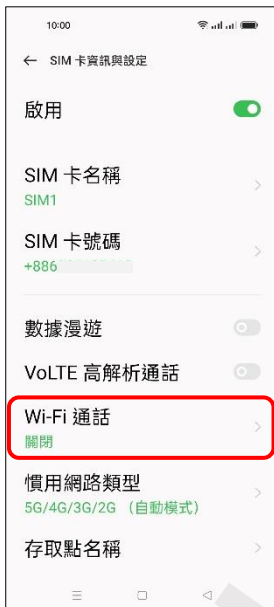 10:00
← SIM 卡資訊與設定
啟用
SIM 卡名稱
SIM1
SIM 卡號碼
+886
數據漫遊
VoLTE 高解析通話
Wi-Fi 通話
關閉
慣用網路類型
5G/4G/3G/2G (自動模式)
存取點名稱